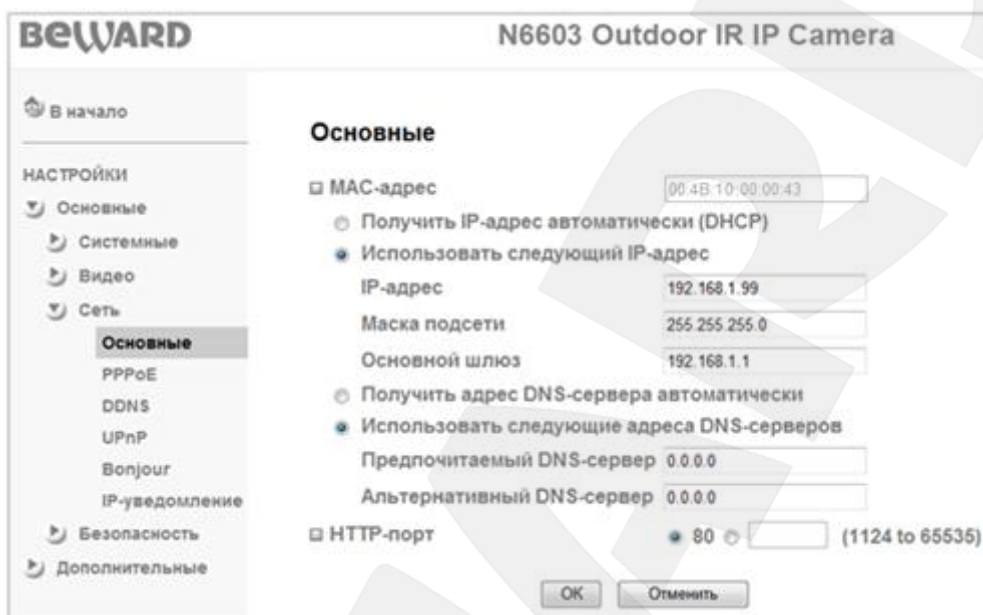 BEWARD
N6603 Outdoor IR IP Camera
В начало
НАСТРОЙКИ
Основные
Системные
Видео
Сеть
Основные
PPPoE
DDNS
UPnP
Bonjour
IP-уведомление
Безопасность
Дополнительные
Основные
MAC-адрес 00:4B:10:00:00:43
Получить IP-адрес автоматически (DHCP)
Использовать следующий IP-адрес
IP-адрес 192.168.1.99
Маска подсети 255.255.255.0
Основной шлюз 192.168.1.1
Получить адрес DNS-сервера автоматически
Использовать следующие адреса DNS-серверов
Предпочитаемый DNS-сервер 0.0.0.0
Альтернативный DNS-сервер 0.0.0.0
HTTP-порт 80 (1124 to 65535)
OK Отменить